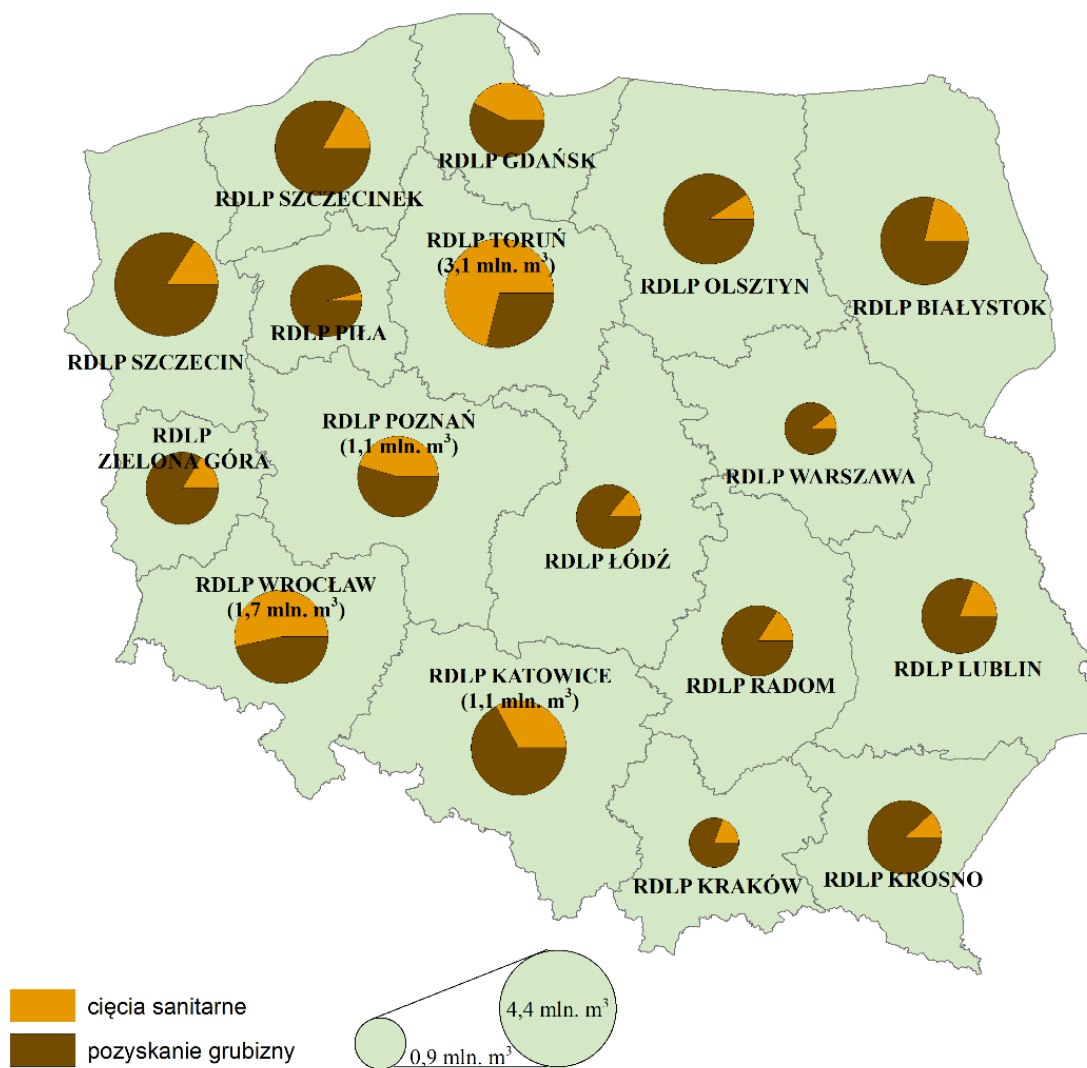 RDLP GDAŃSK
RDLP SZCZECINEK
RDLP TORUŃ
(3,1 mln. m³)
RDLP OLSZTYN
RDLP BIAŁYSTOK
RDLP PIŁA
RDLP SZCZECIN
RDLP
ZIELONA GÓRA
RDLP POZNAŃ
(1,1 mln. m³)
RDLP WARSZAWA
RDLP ŁÓDŹ
RDLP WROCŁAW
(1,7 mln. m³)
RDLP KATOWICE
(1,1 mln. m³)
RDLP RADOM
RDLP LUBLIN
RDLP KRAKÓW
RDLP KROSNO
cięcia sanitarne
pozyskanie grubizny
4,4 mln. m³
0,9 mln. m³